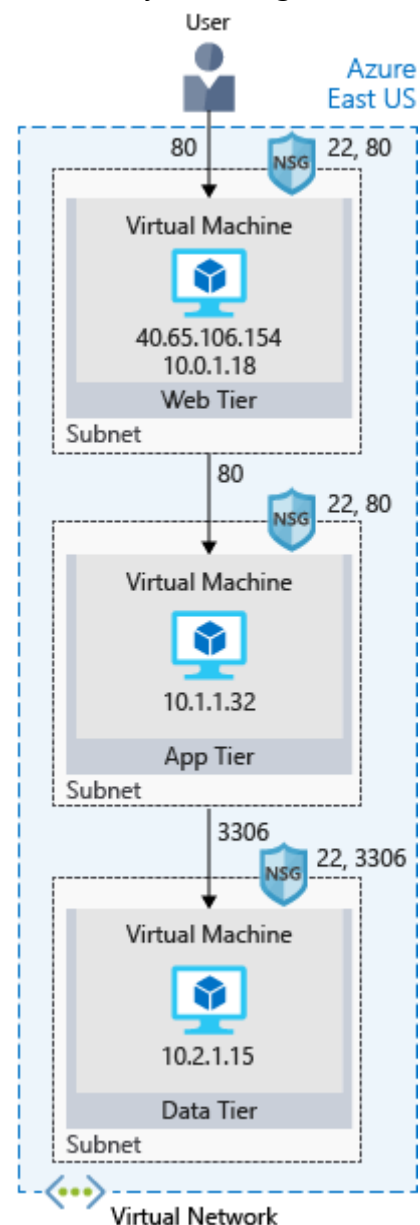 User
Azure
East US
80
NSG
22, 80
Virtual Machine
40.65.106.154
10.0.1.18
Web Tier
Subnet
80
NSG
22, 80
Virtual Machine
10.1.1.32
App Tier
Subnet
3306
NSG
22, 3306
Virtual Machine
10.2.1.15
Data Tier
Subnet
Virtual Network